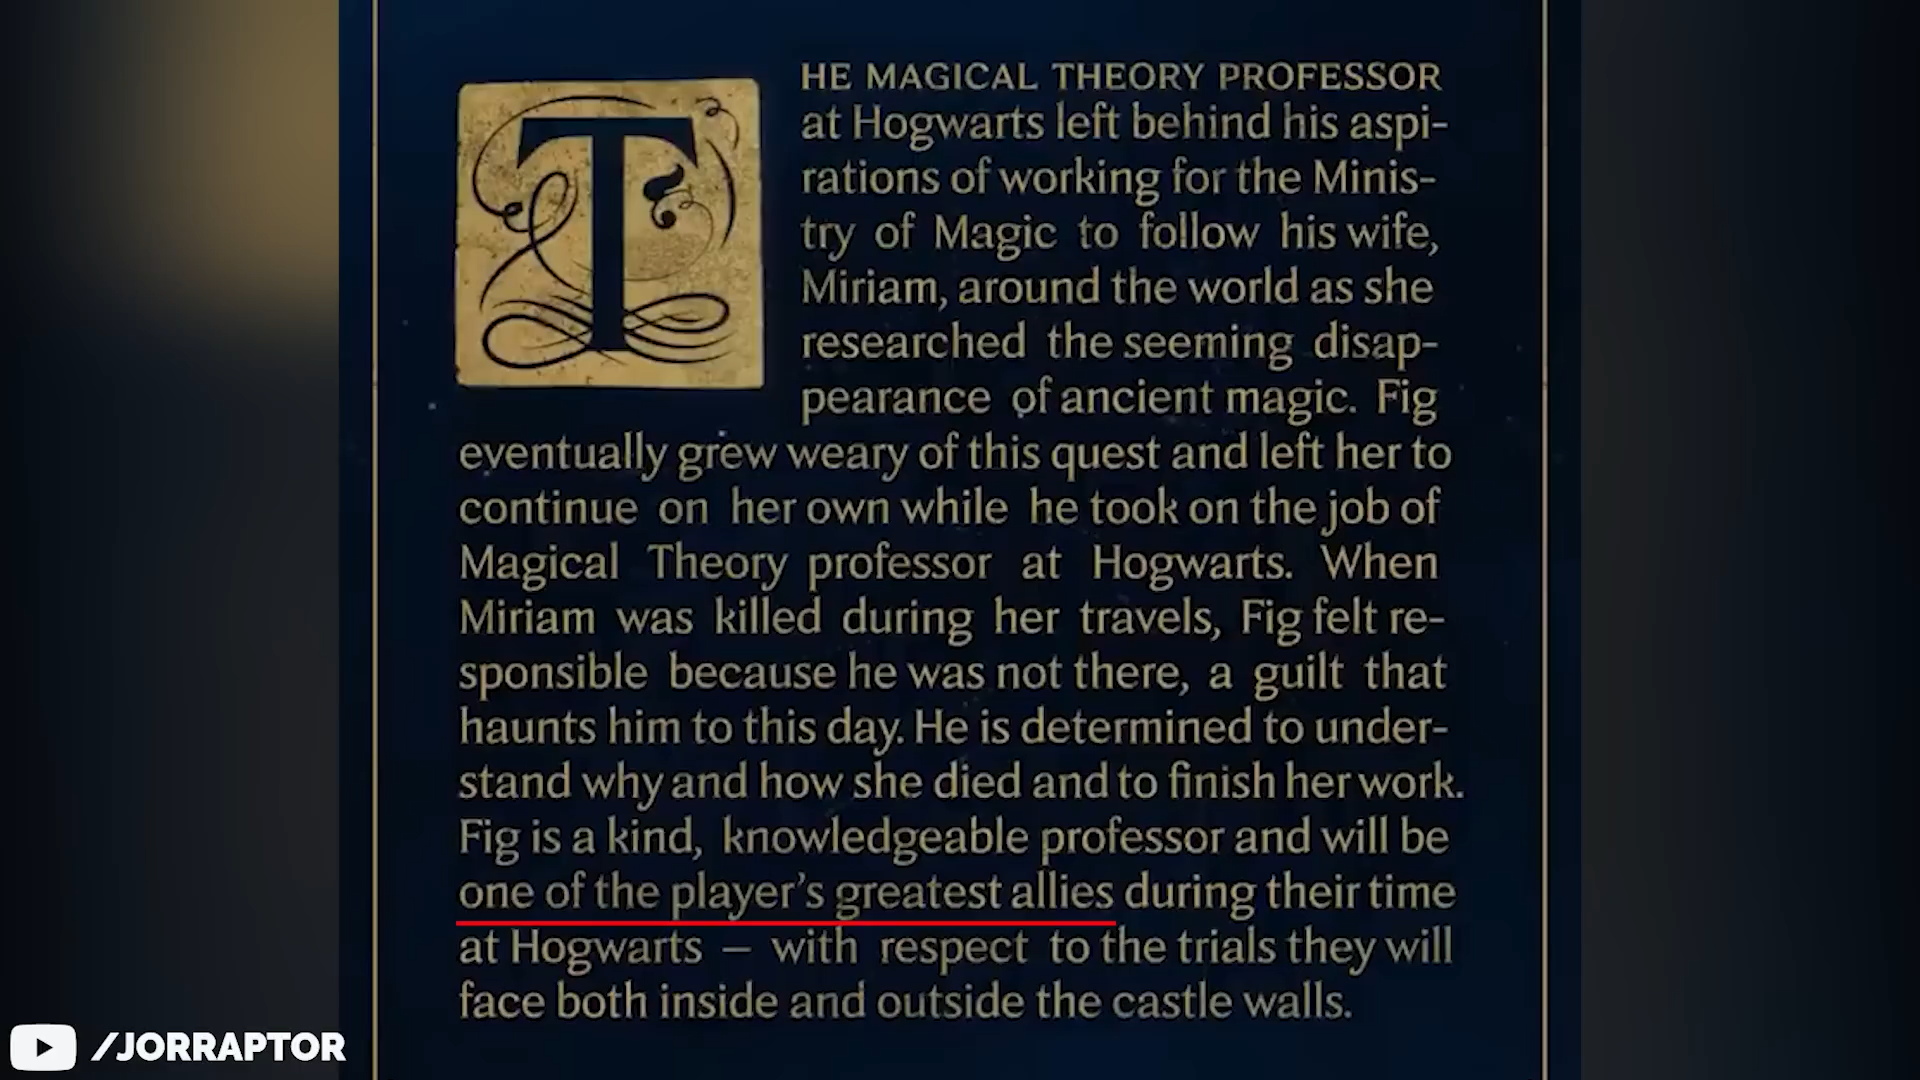 THE MAGICAL THEORY PROFESSOR
at Hogwarts left behind his aspi-
rations of working for the Minis-
try of Magic to follow his wife,
Miriam, around the world as she
researched the seeming disap-
pearance of ancient magic. Fig
eventually grew weary of this quest and left her to
continue on her own while he took on the job of
Magical Theory professor at Hogwarts. When
Miriam was killed during her travels, Fig felt re-
sponsible because he was not there, a guilt that
haunts him to this day. He is determined to under-
stand why and how she died and to finish her work.
Fig is a kind, knowledgeable professor and will be
one of the player's greatest allies during their time
at Hogwarts – with respect to the trials they will
face both inside and outside the castle walls.
/JORRAPTOR